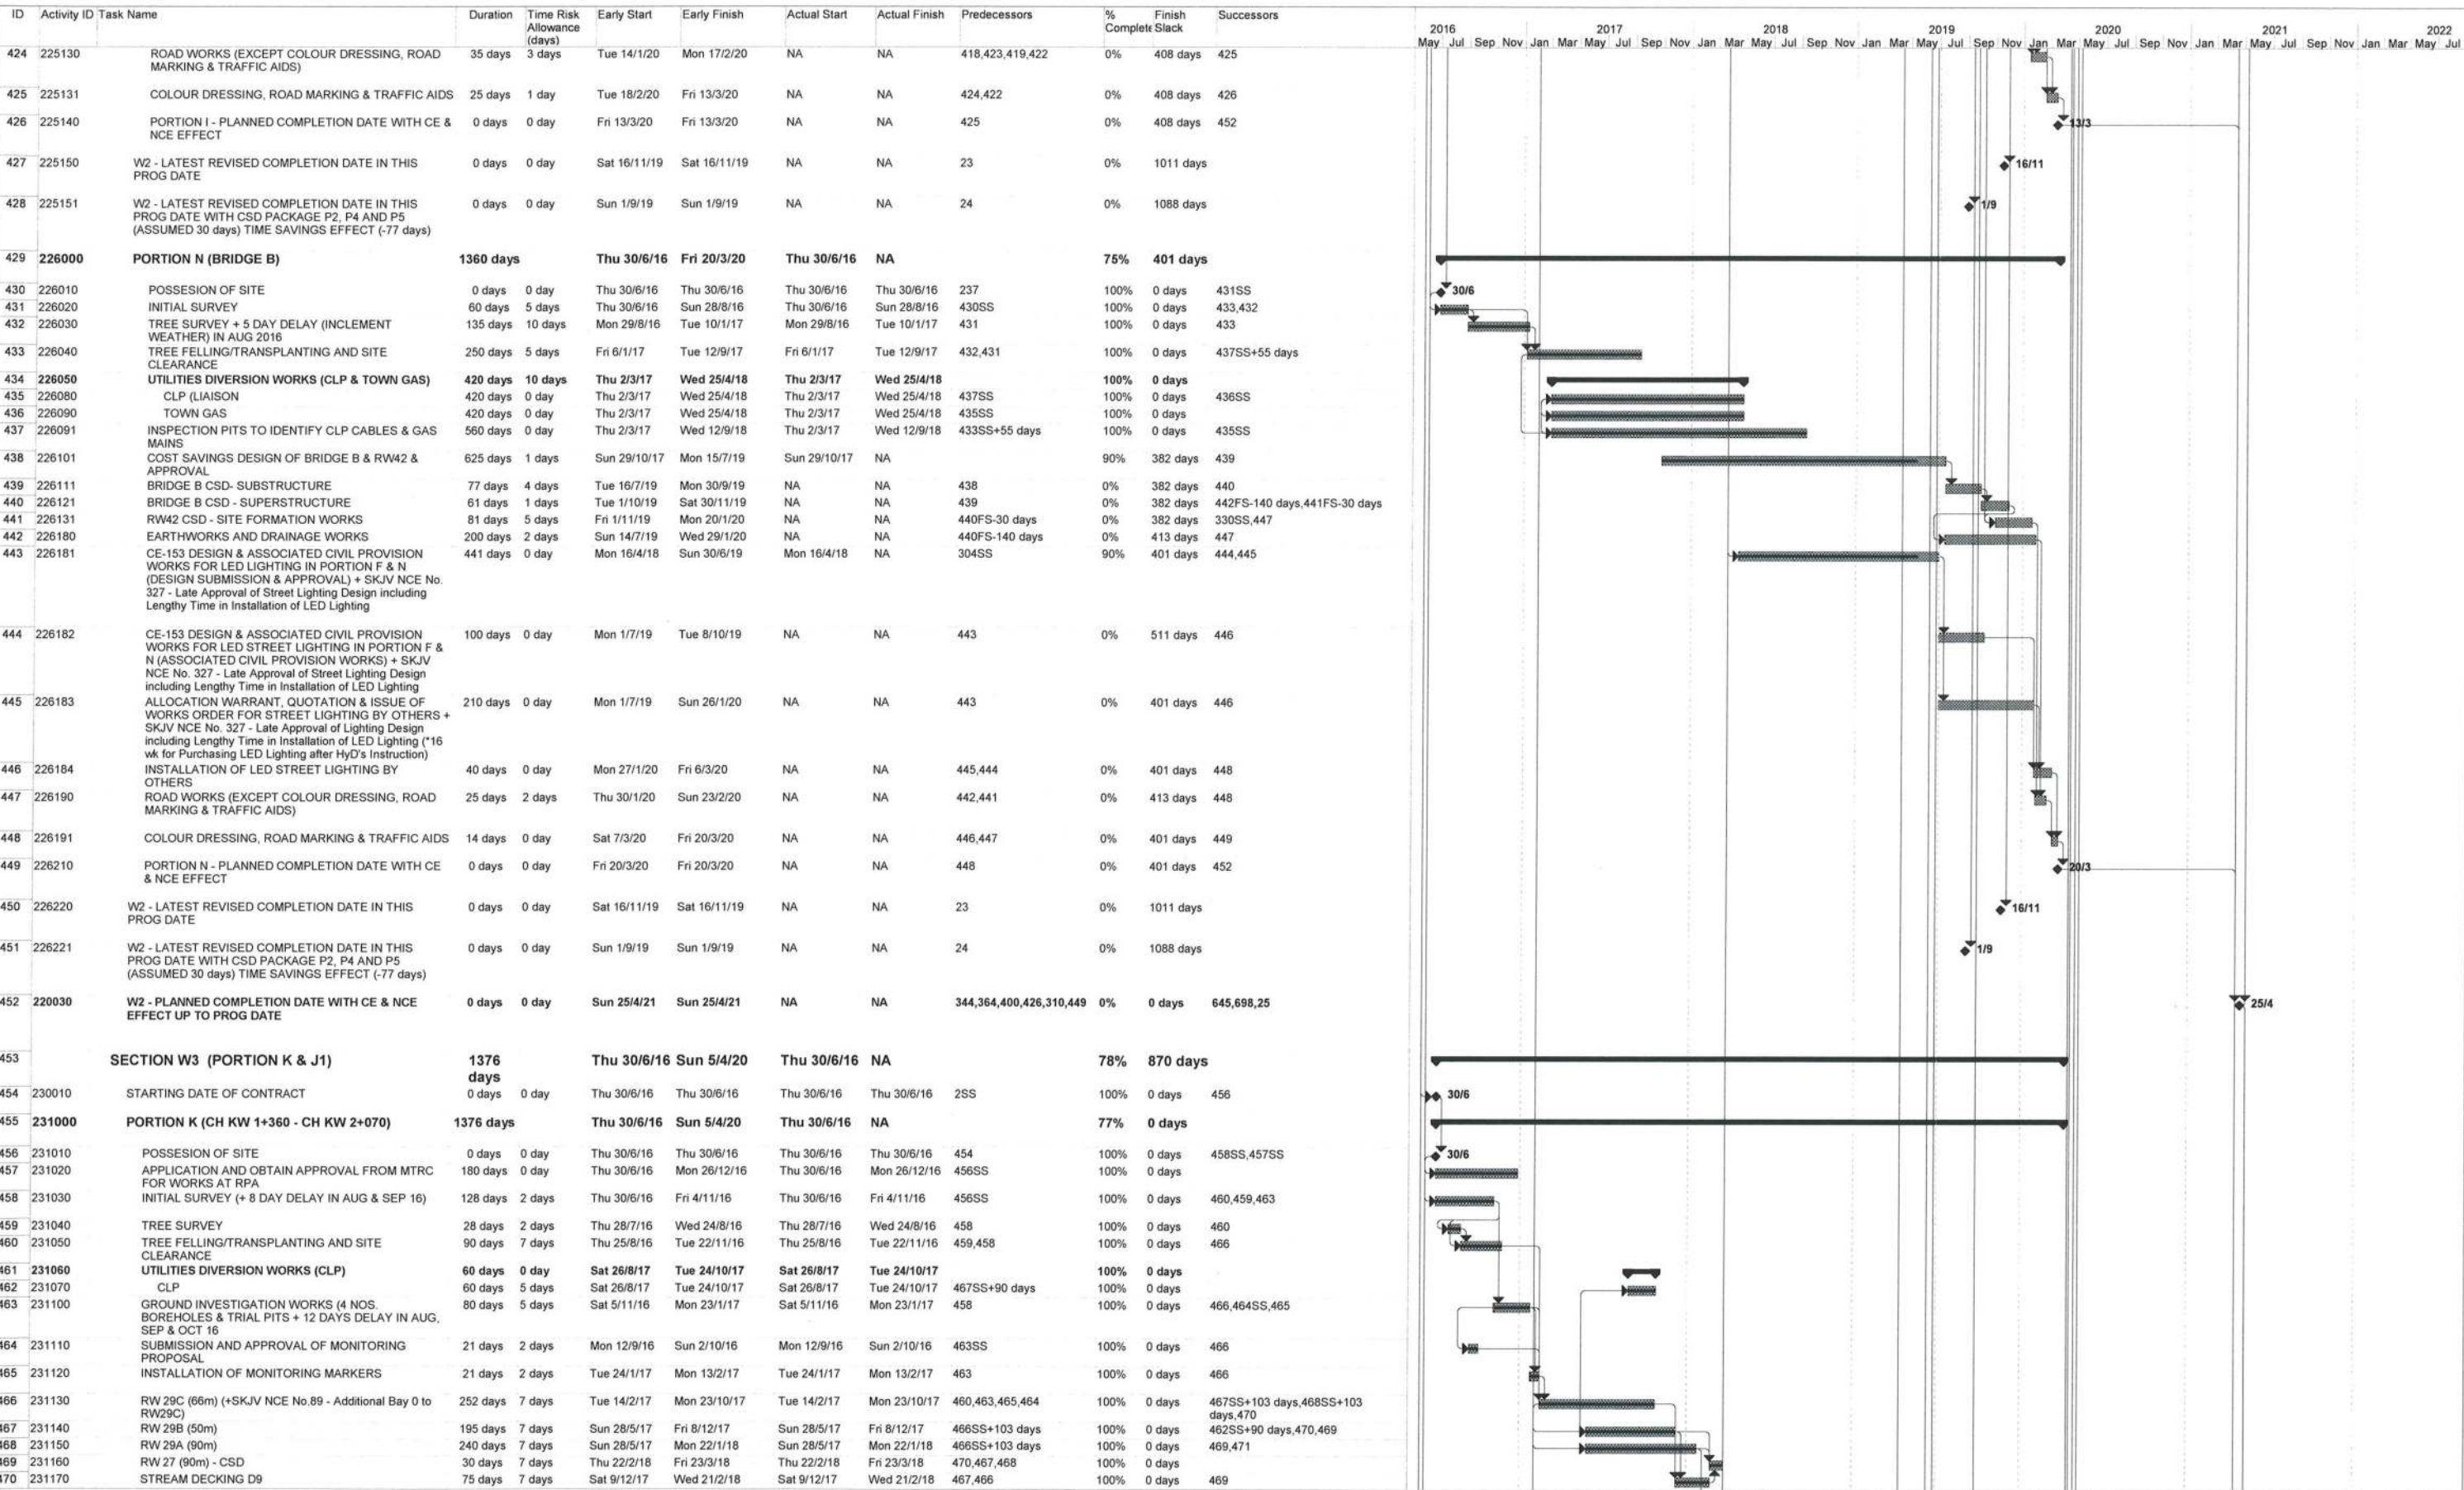 ID Activity ID Task Name Duration Time Risk Allowance (days) Early Start Early Finish Actual Start Actual Finish Predecessors % Complete Finish Slack Successors
2016 2017 2018 2019 2020 2021 2022
May Jul Sep Nov Jan Mar May Jul Sep Nov Jan Mar May Jul Sep Nov Jan Mar May Jul Sep Nov Jan Mar May Jul Sep Nov Jan Mar May Jul Sep Nov Jan Mar May Jul
424 225130 ROAD WORKS (EXCEPT COLOUR DRESSING, ROAD 35 days 3 days Tue 14/1/20 Mon 17/2/20 NA NA 418,423,419,422 0% 408 days 425
MARKING & TRAFFIC AIDS)
425 225131 COLOUR DRESSING, ROAD MARKING & TRAFFIC AIDS 25 days 1 day Tue 18/2/20 Fri 13/3/20 NA NA 424,422 0% 408 days 426
426 225140 PORTION I - PLANNED COMPLETION DATE WITH CE & 0 days 0 day Fri 13/3/20 Fri 13/3/20 NA NA 425 0% 408 days 452 13/3
NCE EFFECT
427 225150 W2 - LATEST REVISED COMPLETION DATE IN THIS 0 days 0 day Sat 16/11/19 Sat 16/11/19 NA NA 23 0% 1011 days 16/11
PROG DATE
428 225151 W2 - LATEST REVISED COMPLETION DATE IN THIS 0 days 0 day Sun 1/9/19 Sun 1/9/19 NA NA 24 0% 1088 days 1/9
PROG DATE WITH CSD PACKAGE P2, P4 AND P5
(ASSUMED 30 days) TIME SAVINGS EFFECT (-77 days)
429 226000 PORTION N (BRIDGE B) 1360 days Thu 30/6/16 Fri 20/3/20 Thu 30/6/16 NA 75% 401 days
430 226010 POSSESION OF SITE 0 days 0 day Thu 30/6/16 Thu 30/6/16 Thu 30/6/16 Thu 30/6/16 237 100% 0 days 431SS 30/6
431 226020 INITIAL SURVEY 60 days 5 days Thu 30/6/16 Sun 28/8/16 Thu 30/6/16 Sun 28/8/16 430SS 100% 0 days 433,432
432 226030 TREE SURVEY + 5 DAY DELAY (INCLEMENT 135 days 10 days Mon 29/8/16 Tue 10/1/17 Mon 29/8/16 Tue 10/1/17 431 100% 0 days 433
WEATHER) IN AUG 2016
433 226040 TREE FELLING/TRANSPLANTING AND SITE 250 days 5 days Fri 6/1/17 Tue 12/9/17 Fri 6/1/17 Tue 12/9/17 432,431 100% 0 days 437SS+55 days
CLEARANCE
434 226050 UTILITIES DIVERSION WORKS (CLP & TOWN GAS) 420 days 10 days Thu 2/3/17 Wed 25/4/18 Thu 2/3/17 Wed 25/4/18 100% 0 days
435 226080 CLP (LIAISON 420 days 0 day Thu 2/3/17 Wed 25/4/18 Thu 2/3/17 Wed 25/4/18 437SS 100% 0 days 436SS
436 226090 TOWN GAS 420 days 0 day Thu 2/3/17 Wed 25/4/18 Thu 2/3/17 Wed 25/4/18 435SS 100% 0 days
437 226091 INSPECTION PITS TO IDENTIFY CLP CABLES & GAS 560 days 0 day Thu 2/3/17 Wed 12/9/18 Thu 2/3/17 Wed 12/9/18 433SS+55 days 100% 0 days 435SS
MAINS
438 226101 COST SAVINGS DESIGN OF BRIDGE B & RW42 & 625 days 1 days Sun 29/10/17 Mon 15/7/19 Sun 29/10/17 NA 90% 382 days 439
APPROVAL
439 226111 BRIDGE B CSD- SUBSTRUCTURE 77 days 4 days Tue 16/7/19 Mon 30/9/19 NA NA 438 0% 382 days 440
440 226121 BRIDGE B CSD - SUPERSTRUCTURE 61 days 1 days Tue 1/10/19 Sat 30/11/19 NA NA 439 0% 382 days 442FS-140 days,441FS-30 days
441 226131 RW42 CSD - SITE FORMATION WORKS 81 days 5 days Fri 1/11/19 Mon 20/1/20 NA NA 440FS-30 days 0% 382 days 330SS,447
442 226180 EARTHWORKS AND DRAINAGE WORKS 200 days 2 days Sun 14/7/19 Wed 29/1/20 NA NA 440FS-140 days 0% 413 days 447
443 226181 CE-153 DESIGN & ASSOCIATED CIVIL PROVISION 441 days 0 day Mon 16/4/18 Sun 30/6/19 Mon 16/4/18 NA 304SS 90% 401 days 444,445
WORKS FOR LED LIGHTING IN PORTION F & N
(DESIGN SUBMISSION & APPROVAL) + SKJV NCE No.
327 - Late Approval of Street Lighting Design including
Lengthy Time in Installation of LED Lighting
444 226182 CE-153 DESIGN & ASSOCIATED CIVIL PROVISION 100 days 0 day Mon 1/7/19 Tue 8/10/19 NA NA 443 0% 511 days 446
WORKS FOR LED STREET LIGHTING IN PORTION F &
N (ASSOCIATED CIVIL PROVISION WORKS) + SKJV
NCE No. 327 - Late Approval of Street Lighting Design
including Lengthy Time in Installation of LED Lighting
445 226183 ALLOCATION WARRANT, QUOTATION & ISSUE OF 210 days 0 day Mon 1/7/19 Sun 26/1/20 NA NA 443 0% 401 days 446
WORKS ORDER FOR STREET LIGHTING BY OTHERS +
SKJV NCE No. 327 - Late Approval of Lighting Design
including Lengthy Time in Installation of LED Lighting (*16
wk for Purchasing LED Lighting after HyD's Instruction)
446 226184 INSTALLATION OF LED STREET LIGHTING BY 40 days 0 day Mon 27/1/20 Fri 6/3/20 NA NA 445,444 0% 401 days 448
OTHERS
447 226190 ROAD WORKS (EXCEPT COLOUR DRESSING, ROAD 25 days 2 days Thu 30/1/20 Sun 23/2/20 NA NA 442,441 0% 413 days 448
MARKING & TRAFFIC AIDS)
448 226191 COLOUR DRESSING, ROAD MARKING & TRAFFIC AIDS 14 days 0 day Sat 7/3/20 Fri 20/3/20 NA NA 446,447 0% 401 days 449
449 226210 PORTION N - PLANNED COMPLETION DATE WITH CE 0 days 0 day Fri 20/3/20 Fri 20/3/20 NA NA 448 0% 401 days 452 20/3
& NCE EFFECT
450 226220 W2 - LATEST REVISED COMPLETION DATE IN THIS 0 days 0 day Sat 16/11/19 Sat 16/11/19 NA NA 23 0% 1011 days 16/11
PROG DATE
451 226221 W2 - LATEST REVISED COMPLETION DATE IN THIS 0 days 0 day Sun 1/9/19 Sun 1/9/19 NA NA 24 0% 1088 days 1/9
PROG DATE WITH CSD PACKAGE P2, P4 AND P5
(ASSUMED 30 days) TIME SAVINGS EFFECT (-77 days)
452 220030 W2 - PLANNED COMPLETION DATE WITH CE & NCE 0 days 0 day Sun 25/4/21 Sun 25/4/21 NA NA 344,364,400,426,310,449 0% 0 days 645,698,25 25/4
EFFECT UP TO PROG DATE
453 SECTION W3 (PORTION K & J1) 1376 days Thu 30/6/16 Sun 5/4/20 Thu 30/6/16 NA 78% 870 days
454 230010 STARTING DATE OF CONTRACT 0 days 0 day Thu 30/6/16 Thu 30/6/16 Thu 30/6/16 Thu 30/6/16 2SS 100% 0 days 456 30/6
455 231000 PORTION K (CH KW 1+360 - CH KW 2+070) 1376 days Thu 30/6/16 Sun 5/4/20 Thu 30/6/16 NA 77% 0 days
456 231010 POSSESION OF SITE 0 days 0 day Thu 30/6/16 Thu 30/6/16 Thu 30/6/16 Thu 30/6/16 454 100% 0 days 458SS,457SS 30/6
457 231020 APPLICATION AND OBTAIN APPROVAL FROM MTRC 180 days 0 day Thu 30/6/16 Mon 26/12/16 Thu 30/6/16 Mon 26/12/16 456SS 100% 0 days
FOR WORKS AT RPA
458 231030 INITIAL SURVEY (+ 8 DAY DELAY IN AUG & SEP 16) 128 days 2 days Thu 30/6/16 Fri 4/11/16 Thu 30/6/16 Fri 4/11/16 456SS 100% 0 days 460,459,463
459 231040 TREE SURVEY 28 days 2 days Thu 28/7/16 Wed 24/8/16 Thu 28/7/16 Wed 24/8/16 458 100% 0 days 460
460 231050 TREE FELLING/TRANSPLANTING AND SITE 90 days 7 days Thu 25/8/16 Tue 22/11/16 Thu 25/8/16 Tue 22/11/16 459,458 100% 0 days 466
CLEARANCE
461 231060 UTILITIES DIVERSION WORKS (CLP) 60 days 0 day Sat 26/8/17 Tue 24/10/17 Sat 26/8/17 Tue 24/10/17 100% 0 days
462 231070 CLP 60 days 5 days Sat 26/8/17 Tue 24/10/17 Sat 26/8/17 Tue 24/10/17 467SS+90 days 100% 0 days
463 231100 GROUND INVESTIGATION WORKS (4 NOS. 80 days 5 days Sat 5/11/16 Mon 23/1/17 Sat 5/11/16 Mon 23/1/17 458 100% 0 days 466,464SS,465
BOREHOLES & TRIAL PITS + 12 DAYS DELAY IN AUG,
SEP & OCT 16
464 231110 SUBMISSION AND APPROVAL OF MONITORING 21 days 2 days Mon 12/9/16 Sun 2/10/16 Mon 12/9/16 Sun 2/10/16 463SS 100% 0 days 466
PROPOSAL
465 231120 INSTALLATION OF MONITORING MARKERS 21 days 2 days Tue 24/1/17 Mon 13/2/17 Tue 24/1/17 Mon 13/2/17 463 100% 0 days 466
466 231130 RW 29C (66m) (+SKJV NCE No.89 - Additional Bay 0 to 252 days 7 days Tue 14/2/17 Mon 23/10/17 Tue 14/2/17 Mon 23/10/17 460,463,465,464 100% 0 days 467SS+103 days,468SS+103
RW29C) days,470
467 231140 RW 29B (50m) 195 days 7 days Sun 28/5/17 Fri 8/12/17 Sun 28/5/17 Fri 8/12/17 466SS+103 days 100% 0 days 462SS+90 days,470,469
468 231150 RW 29A (90m) 240 days 7 days Sun 28/5/17 Mon 22/1/18 Sun 28/5/17 Mon 22/1/18 466SS+103 days 100% 0 days 469,471
469 231160 RW 27 (90m) - CSD 30 days 7 days Thu 22/2/18 Fri 23/3/18 Thu 22/2/18 Fri 23/3/18 470,467,468 100% 0 days
470 231170 STREAM DECKING D9 75 days 7 days Sat 9/12/17 Wed 21/2/18 Sat 9/12/17 Wed 21/2/18 467,466 100% 0 days 469